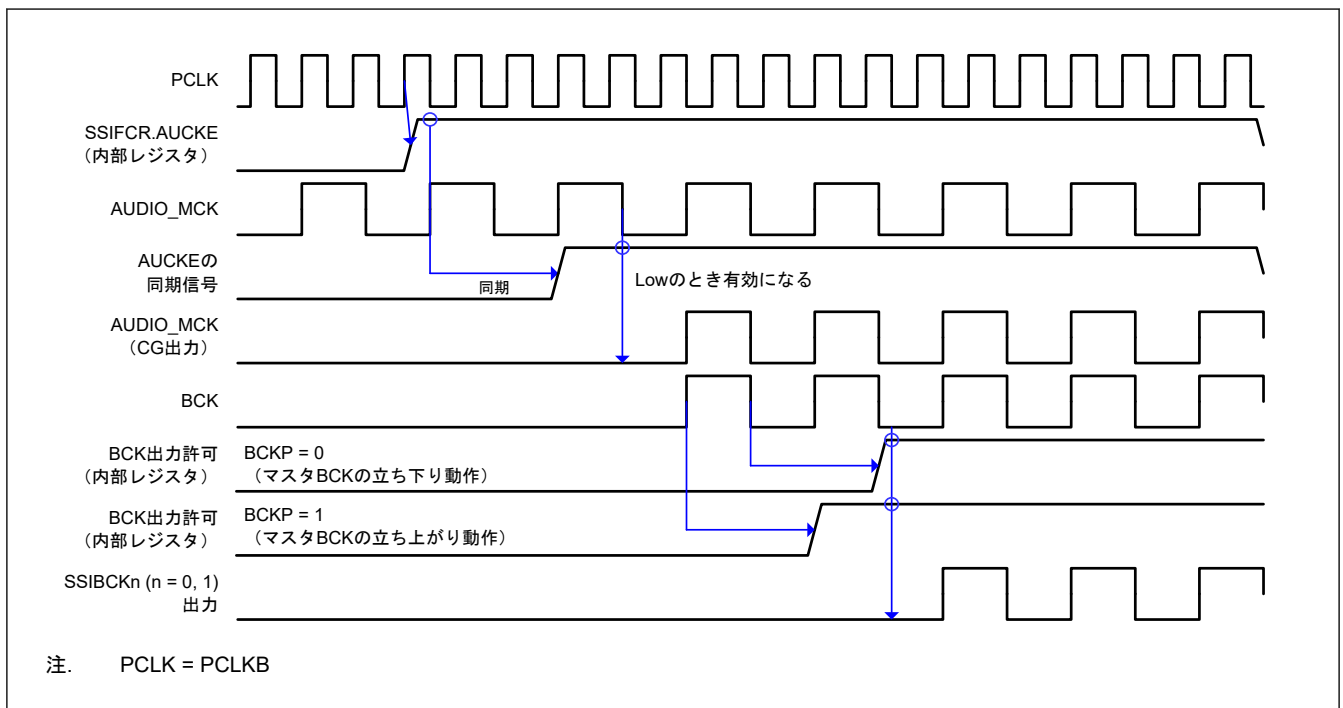 PCLK
SSIFCR.AUCKE
（内部レジスタ）
AUDIO_MCK
AUCKEの
同期信号
同期
Lowのとき有効になる
AUDIO_MCK
（CG出力）
BCK
BCK出力許可
（内部レジスタ）
BCKP = 0
（マスタBCKの立ち下り動作）
BCK出力許可
（内部レジスタ）
BCKP = 1
（マスタBCKの立ち上がり動作）
SSIBCKn (n = 0, 1)
出力
注. PCLK = PCLKB